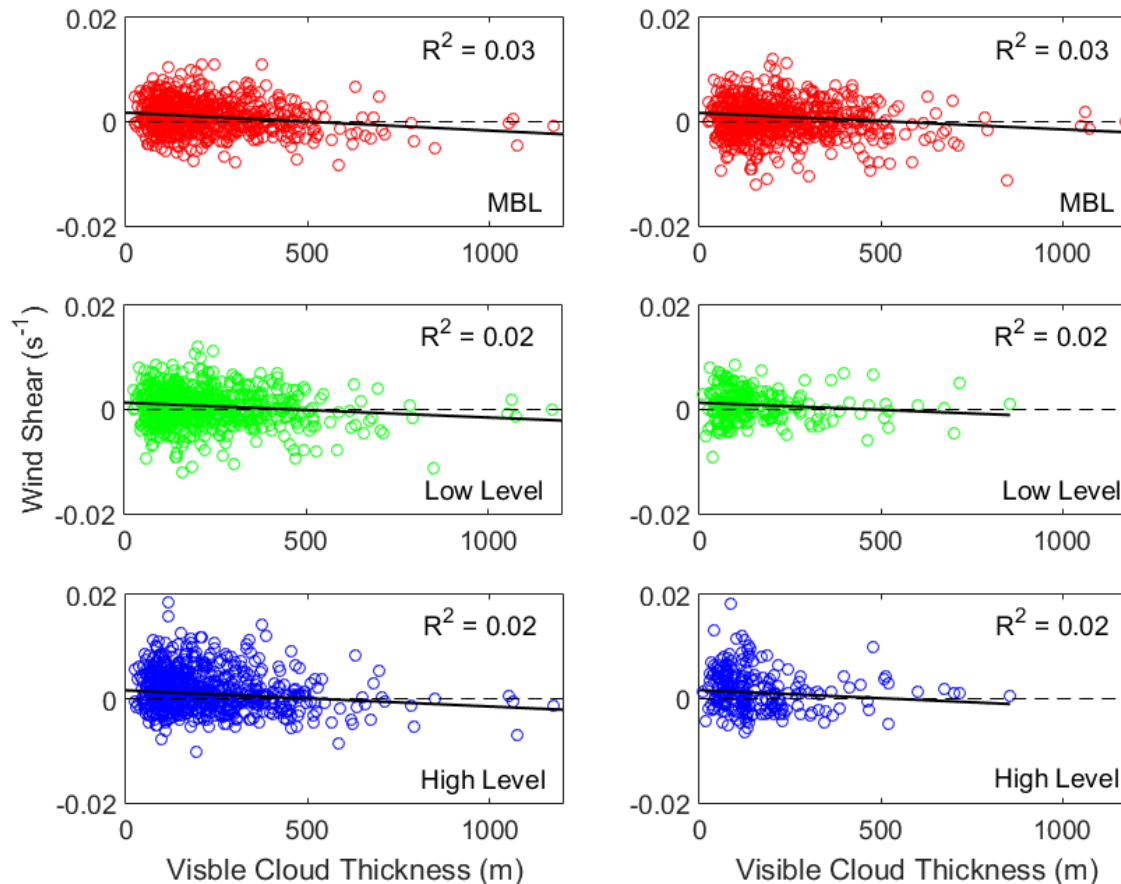 0.02
R² = 0.03
0
MBL
-0.02
0 500 1000
0.02
R² = 0.03
0
MBL
-0.02
0 500 1000
Wind Shear (s⁻¹)
0.02
R² = 0.02
0
Low Level
-0.02
0 500 1000
0.02
R² = 0.02
0
Low Level
-0.02
0 500 1000
0.02
R² = 0.02
0
High Level
-0.02
0 500 1000
Visble Cloud Thickness (m)
0.02
R² = 0.02
0
High Level
-0.02
0 500 1000
Visible Cloud Thickness (m)